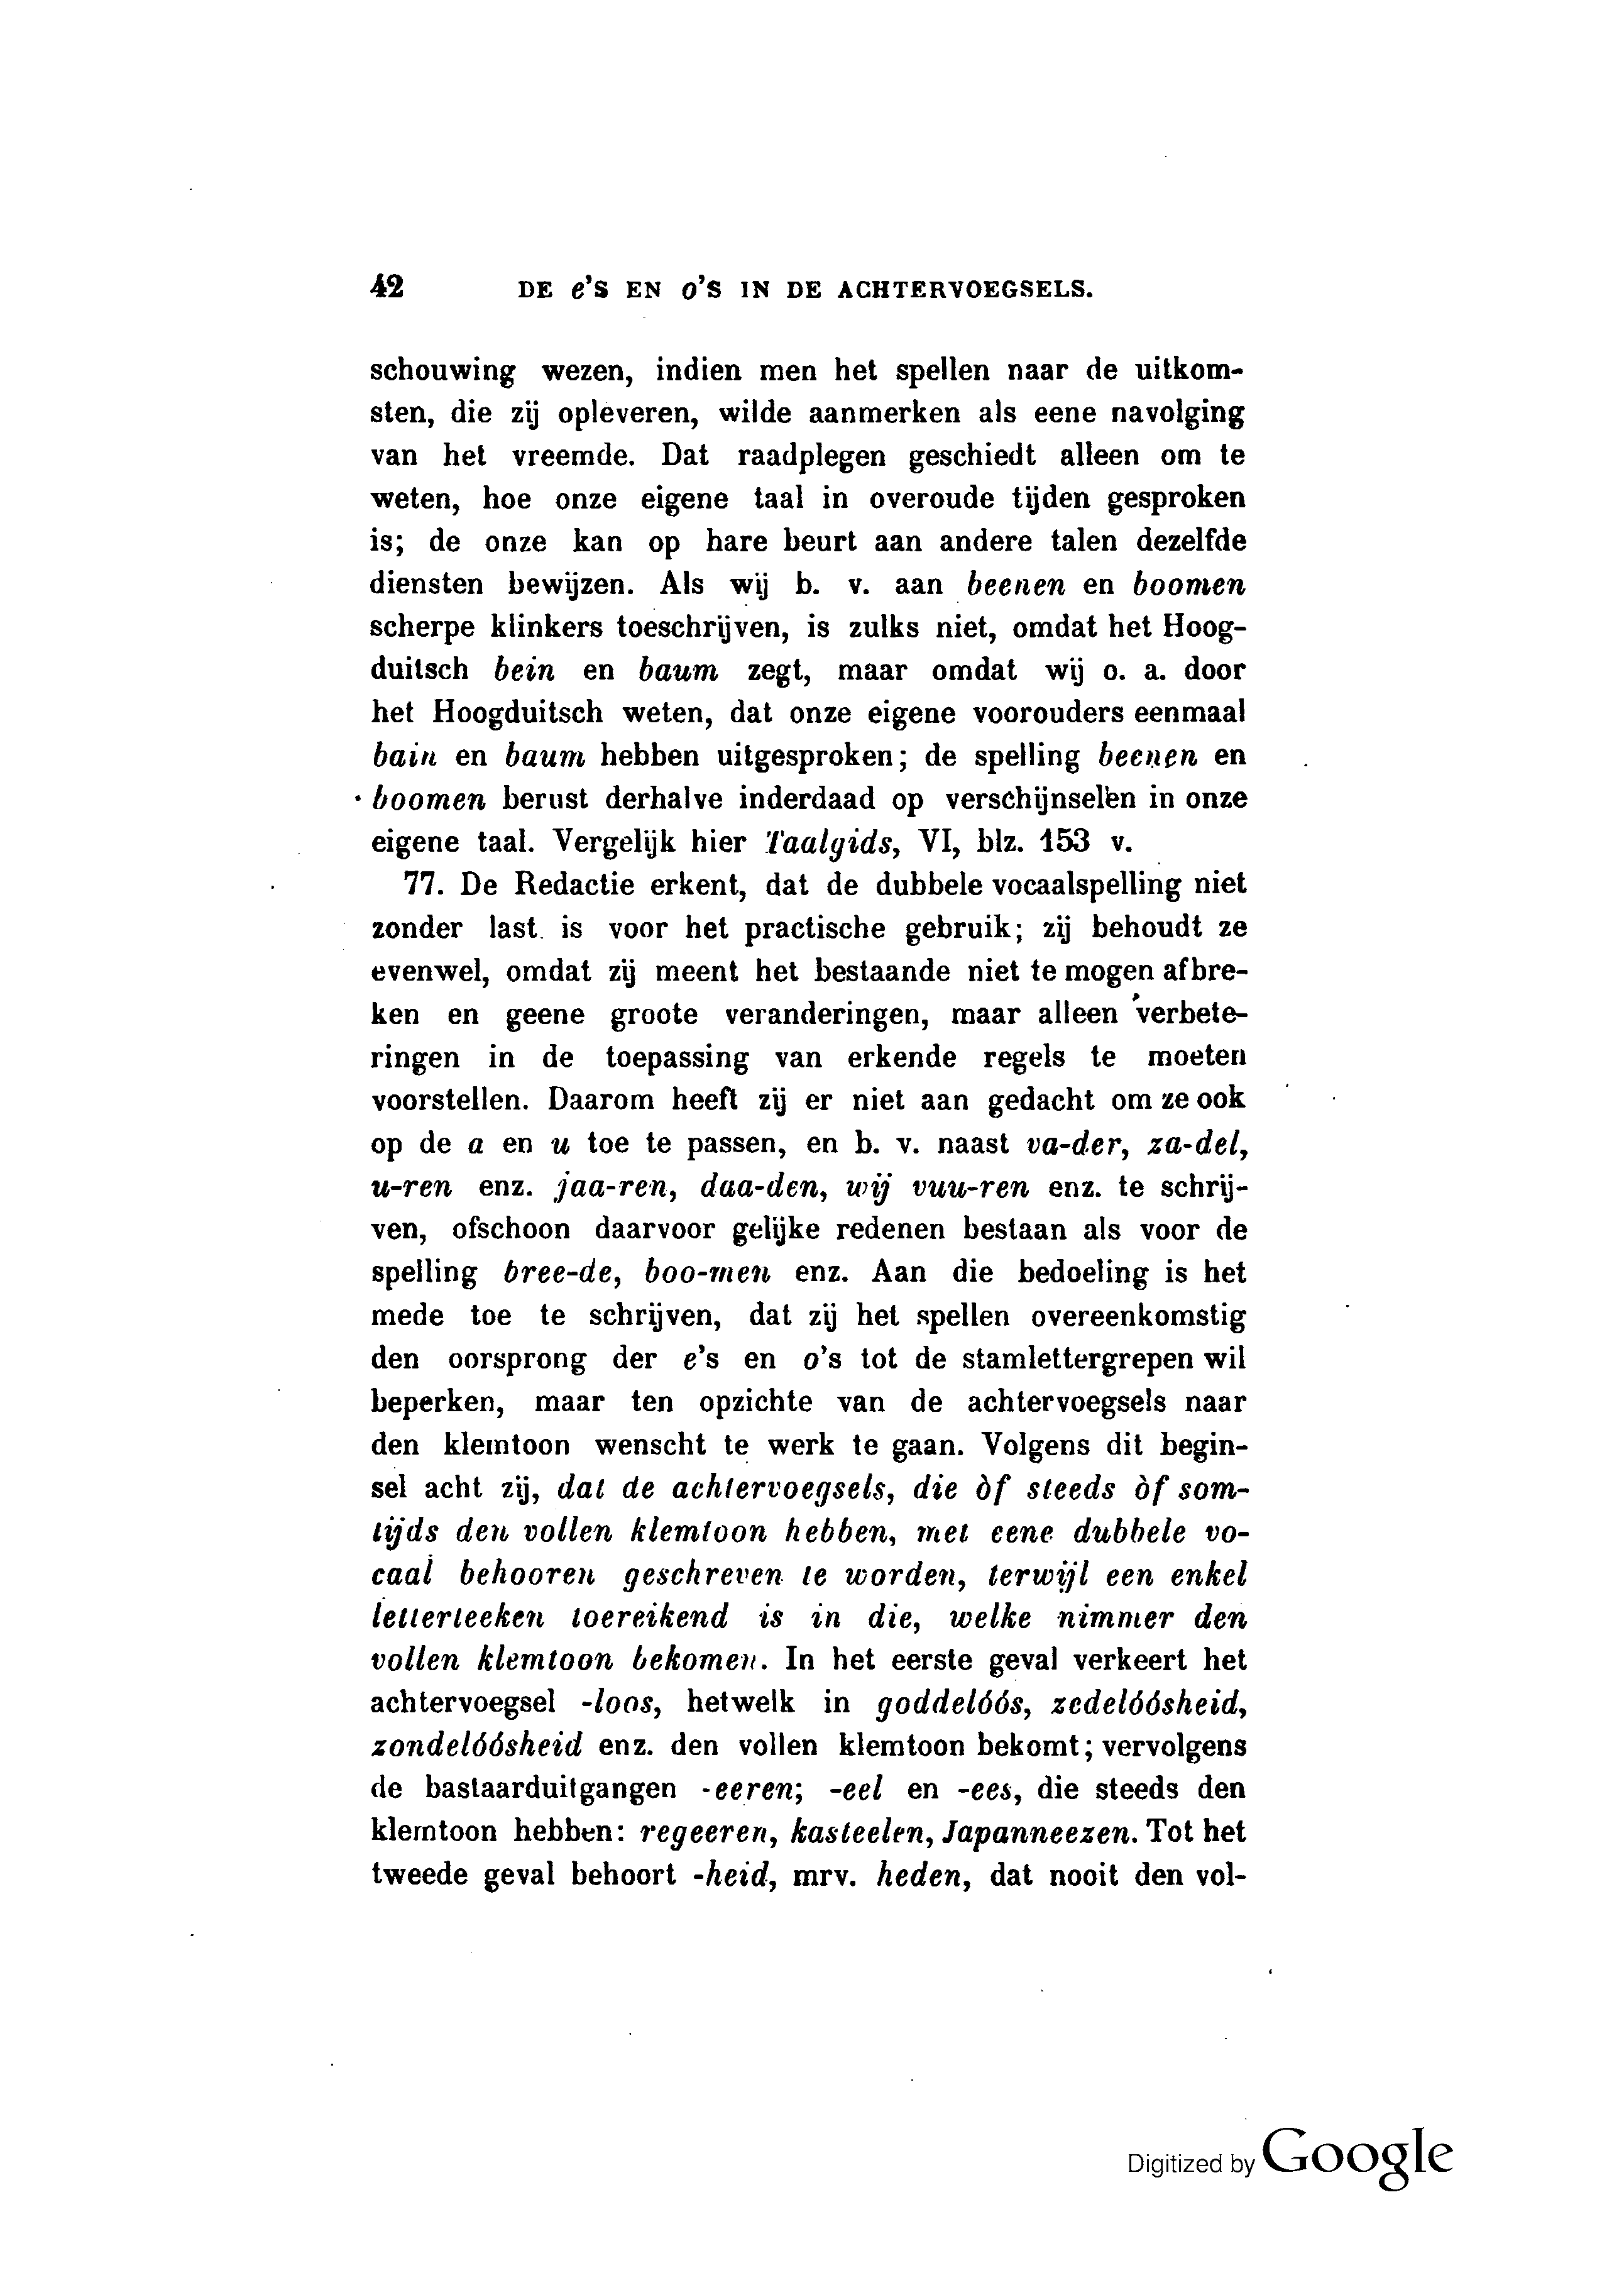 42 DE e's EN o's IN DE ACHTERVOEGSELS.
schouwing wezen, indien men het spellen naar de uitkom-
sten, die zij opleveren, wilde aanmerken als eene navolging
van het vreemde. Dat raadplegen geschiedt alleen om te
weten, hoe onze eigene taal in overoude tijden gesproken
is; de onze kan op hare beurt aan andere talen dezelfde
diensten bewijzen. Als wij b. v. aan beenen en boomen
scherpe klinkers toeschrijven, is zulks niet, omdat het Hoog-
duitsch bein en baum zegt, maar omdat wij o. a. door
het Hoogduitsch weten, dat onze eigene voorouders eenmaal
bain en baum hebben uitgesproken; de spelling beenen en
boomen berust derhalve inderdaad op verschijnselen in onze
eigene taal. Vergelijk hier Taalgids, VI, blz. 153 v.
77. De Redactie erkent, dat de dubbele vocaalspelling niet
zonder last is voor het practische gebruik; zij behoudt ze
evenwel, omdat zij meent het bestaande niet te mogen afbre-
ken en geene groote veranderingen, maar alleen verbete-
ringen in de toepassing van erkende regels te moeten
voorstellen. Daarom heeft zij er niet aan gedacht om ze ook
op de a en u toe te passen, en b. v. naast va-der, za-del,
u-ren enz. jaa-ren, daa-den, wij vuu-ren enz. te schrij-
ven, ofschoon daarvoor gelijke redenen bestaan als voor de
spelling bree-de, boo-men enz. Aan die bedoeling is het
mede toe te schrijven, dat zij het spellen overeenkomstig
den oorsprong der e's en o's tot de stamlettergrepen wil
beperken, maar ten opzichte van de achtervoegsels naar
den klemtoon wenscht te werk te gaan. Volgens dit begin-
sel acht zij, dat de achtervoegsels, die òf steeds òf som-
tijds den vollen klemtoon hebben, met eene dubbele vo-
caal behooren geschreven te worden, terwijl een enkel
letterteeken toereikend is in die, welke nimmer den
vollen klemtoon bekomen. In het eerste geval verkeert het
achtervoegsel -loos, hetwelk in goddelóós, zedelóósheid,
zondelóósheid enz. den vollen klemtoon bekomt; vervolgens
de bastaarduitgangen -eeren; -eel en -ees, die steeds den
klemtoon hebben: regeeren, kasteelen, Japanneezen. Tot het
tweede geval behoort -heid, mrv. heden, dat nooit den vol-
Digitized by Google